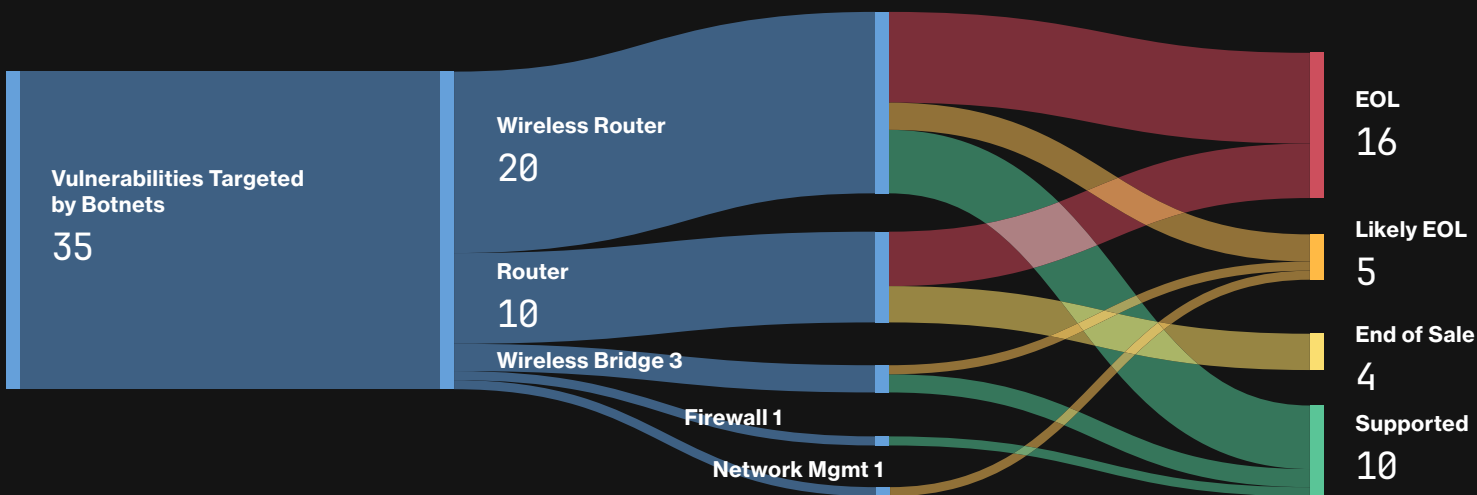 Vulnerabilities Targeted
by Botnets
35
Wireless Router
20
Router
10
Wireless Bridge 3
Firewall 1
Network Mgmt 1
EOL
16
Likely EOL
5
End of Sale
4
Supported
10